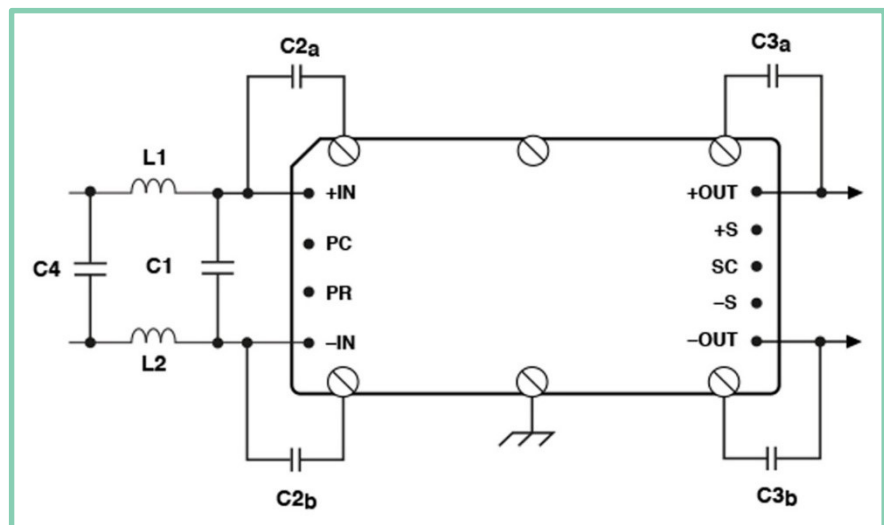 C2a
C3a
L1
+IN
+OUT
PC
+S
C4
C1
SC
PR
–S
–IN
–OUT
L2
C2b
C3b